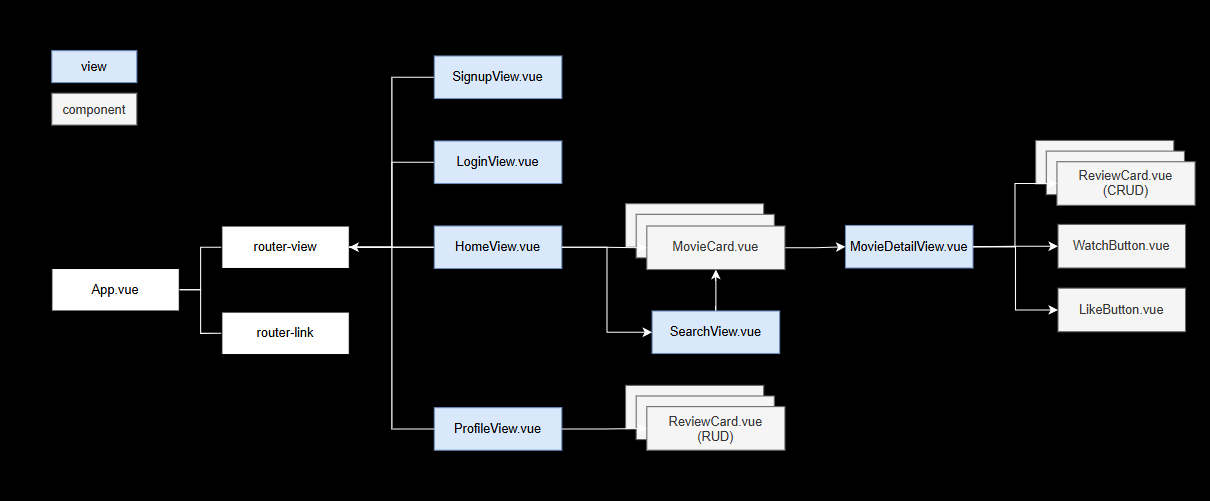 view
component
SignupView.vue
LoginView.vue
router-view
HomeView.vue
MovieCard.vue
MovieDetailView.vue
ReviewCard.vue
(CRUD)
WatchButton.vue
LikeButton.vue
App.vue
router-link
SearchView.vue
ProfileView.vue
ReviewCard.vue
(RUD)